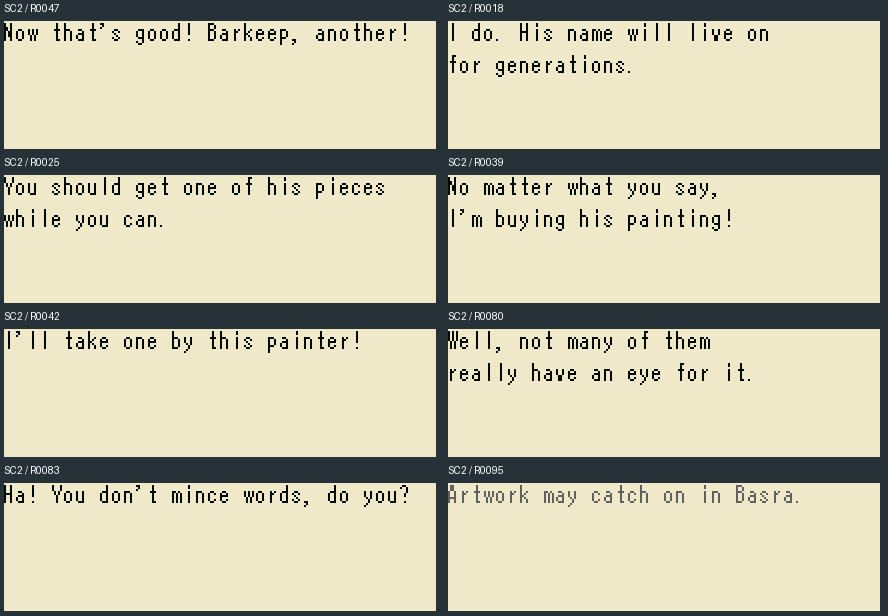 SC2/R0047
Now that's good! Barkeep, another!
SC2/R0018
I do. His name will live on
for generations.
SC2/R0025
You should get one of his pieces
while you can.
SC2/R0039
No matter what you say,
I'm buying his painting!
SC2/R0042
I'll take one by this painter!
SC2/R0080
Well, not many of them
really have an eye for it.
SC2/R0083
Ha! You don't mince words, do you?
SC2/R0095
Artwork may catch on in Basra.